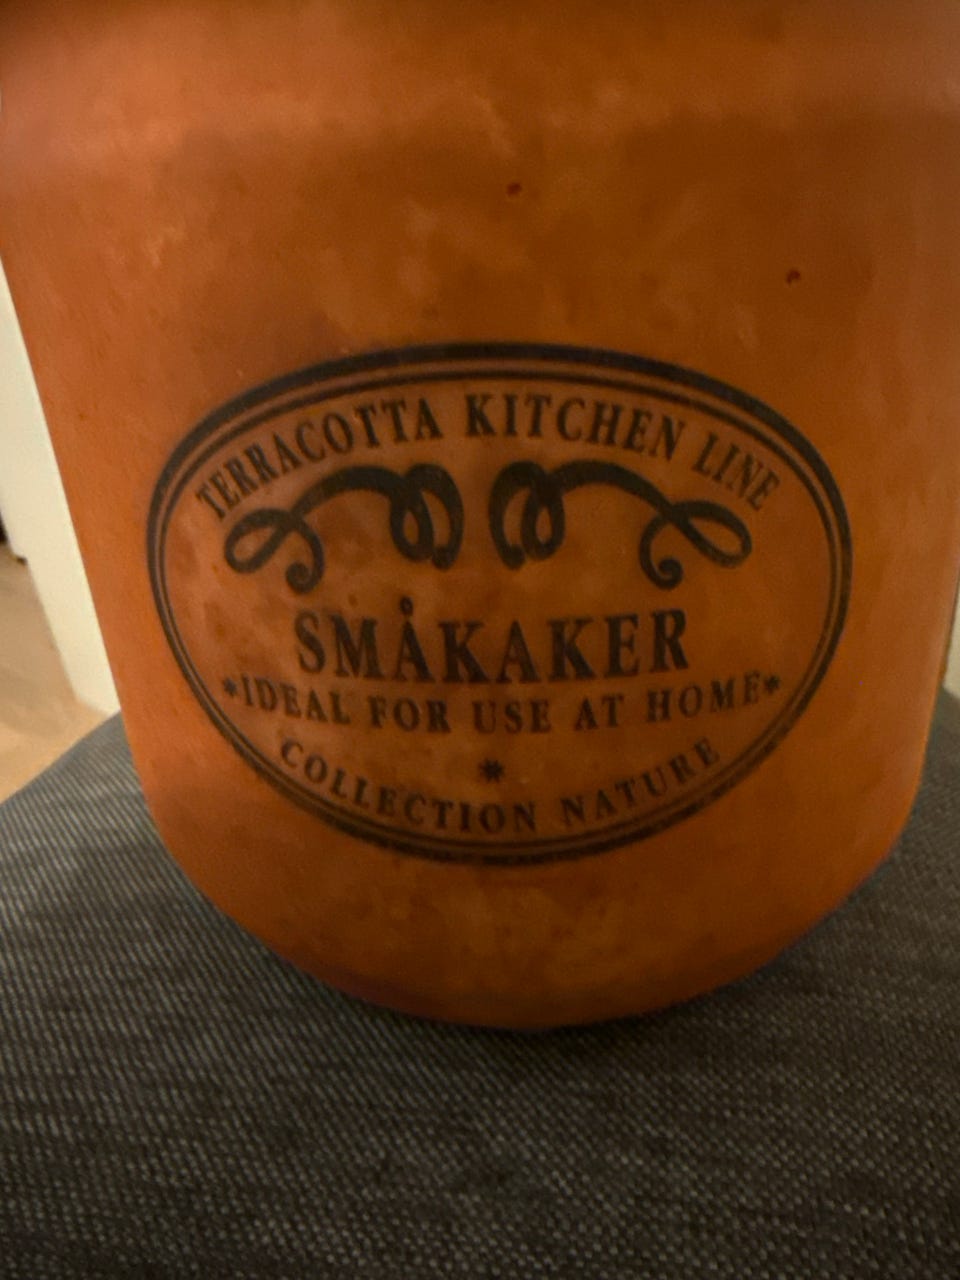 TERRACOTTA KITCHEN LINE
SMÅKAKER
*IDEAL FOR USE AT HOME*
*
COLLECTION NATURE